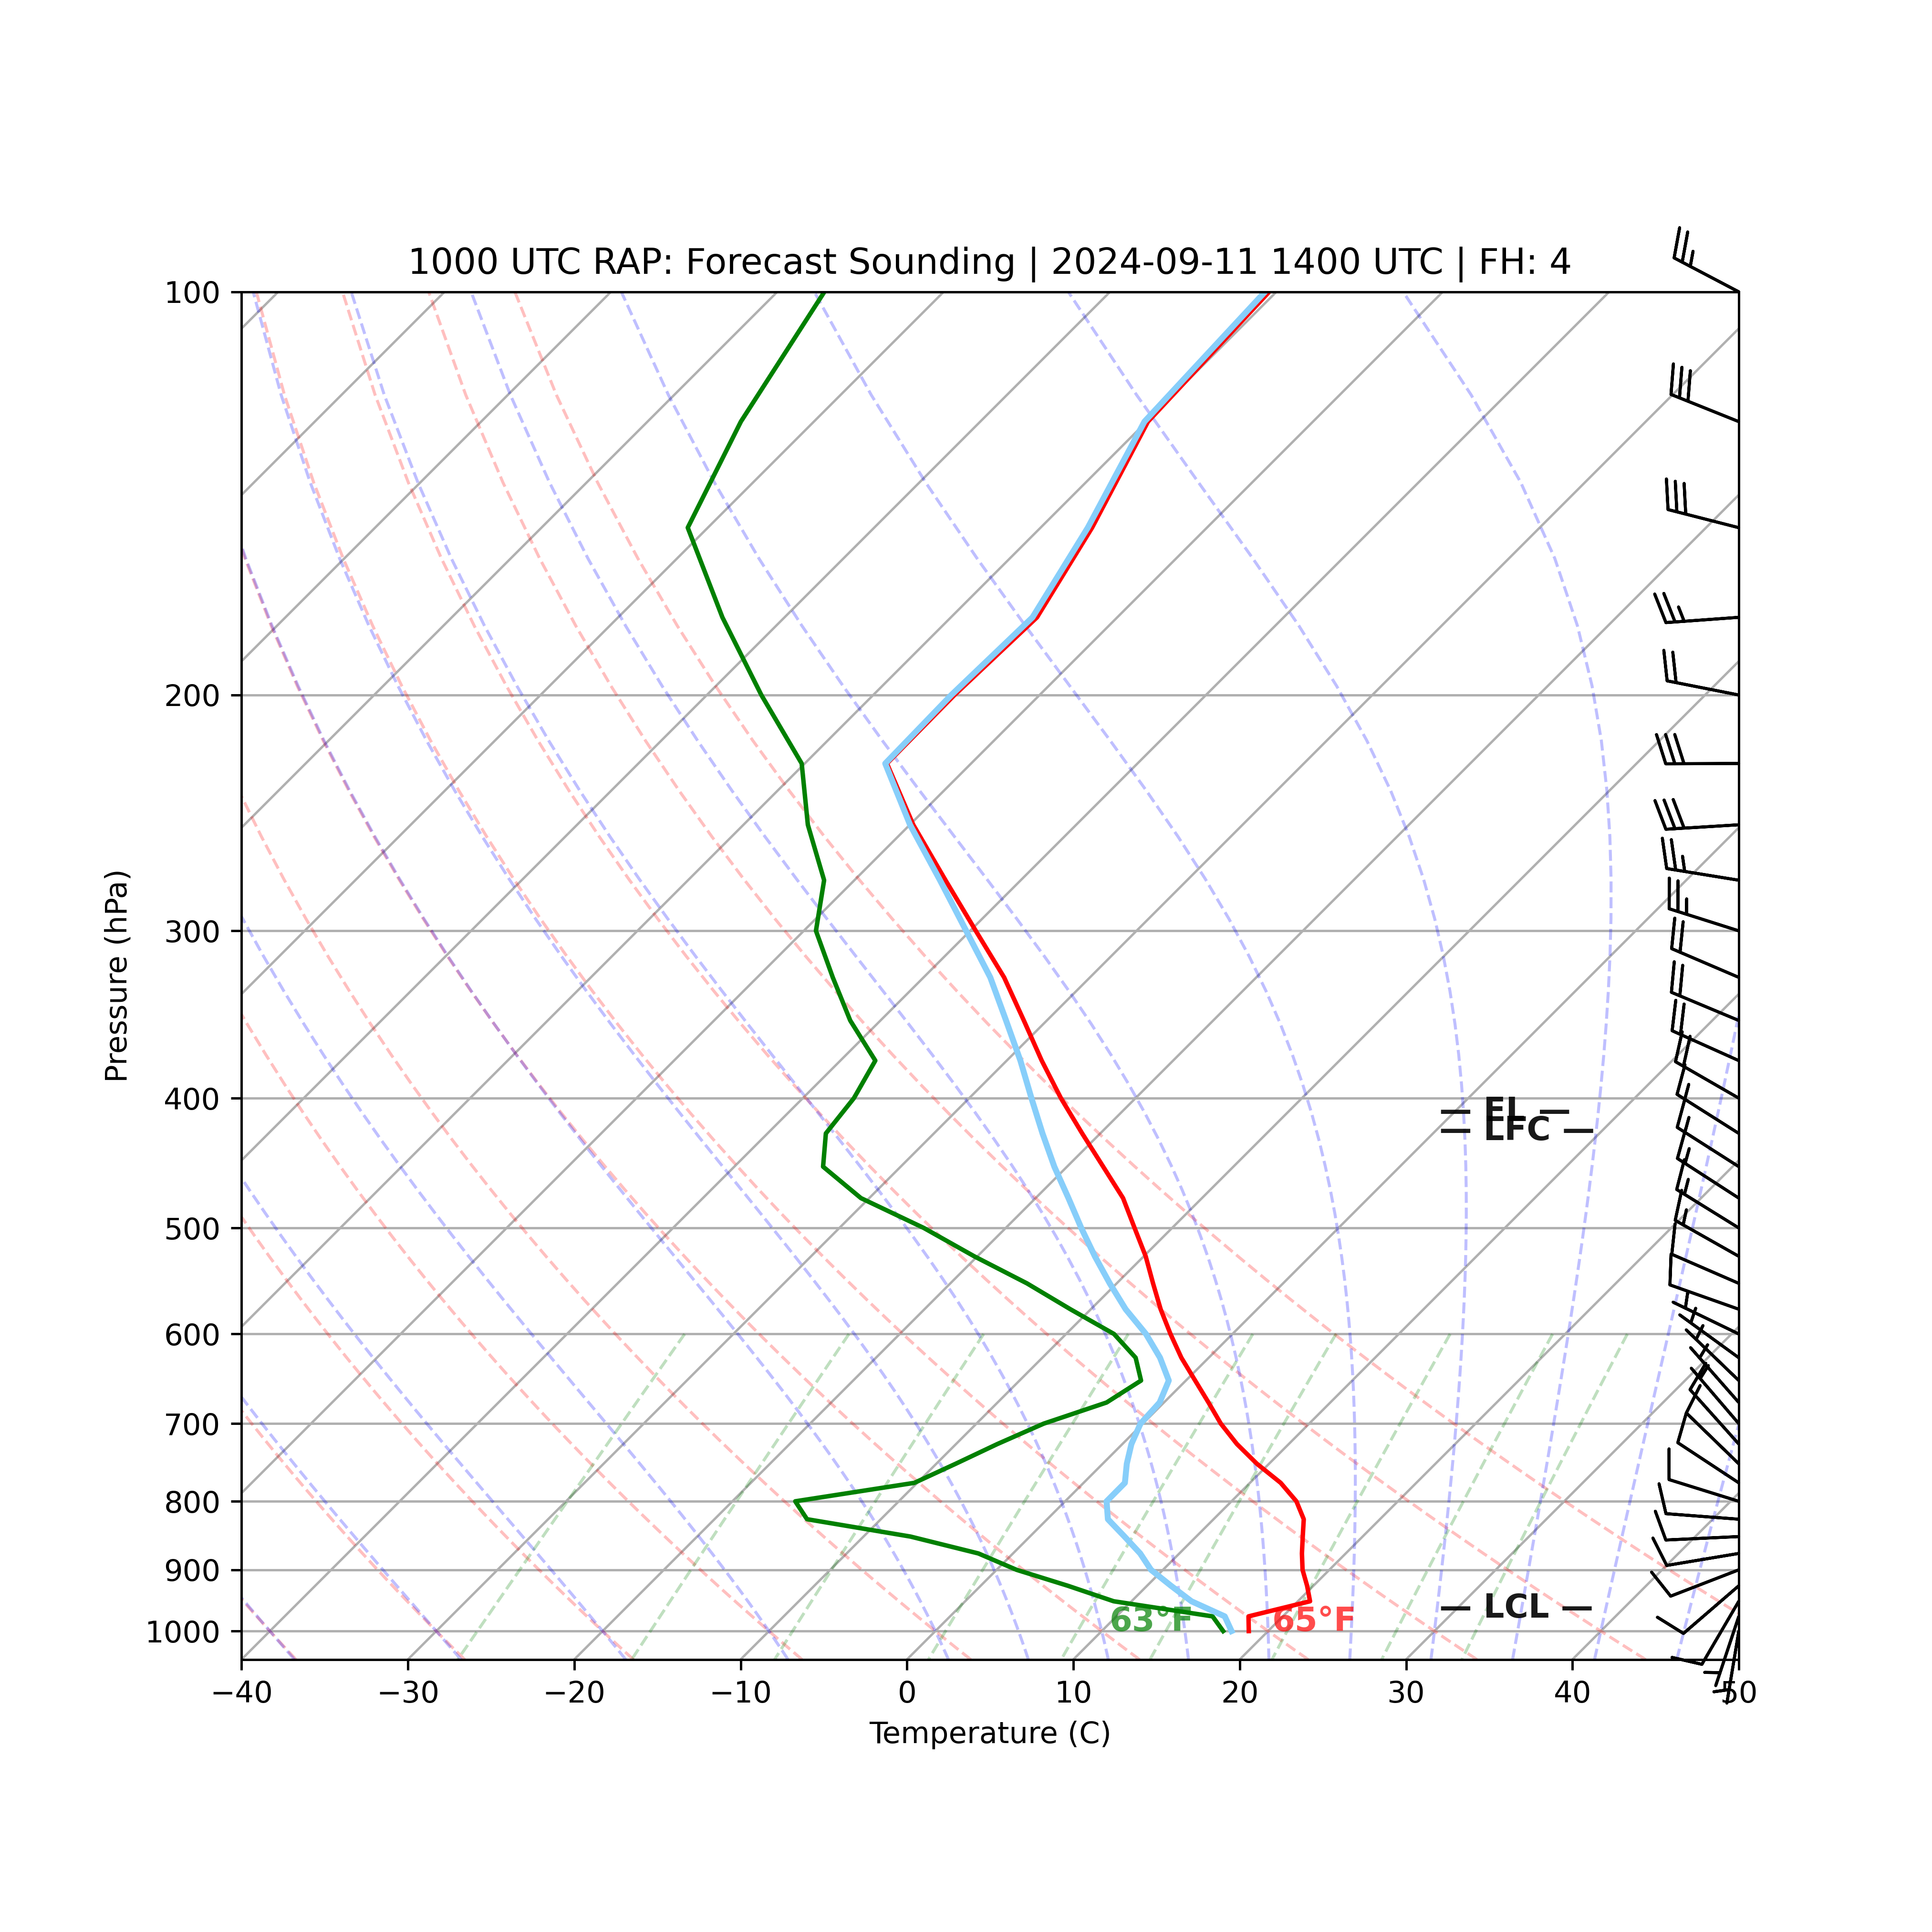 1000 UTC RAP: Forecast Sounding | 2024-09-11 1400 UTC | FH: 4
100
200
300
400
500
600
700
800
900
1000
Pressure (hPa)
— EL —
— LFC —
— LCL —
63°F 65°F
−40 −30 −20 −10 0 10 20 30 40 50
Temperature (C)